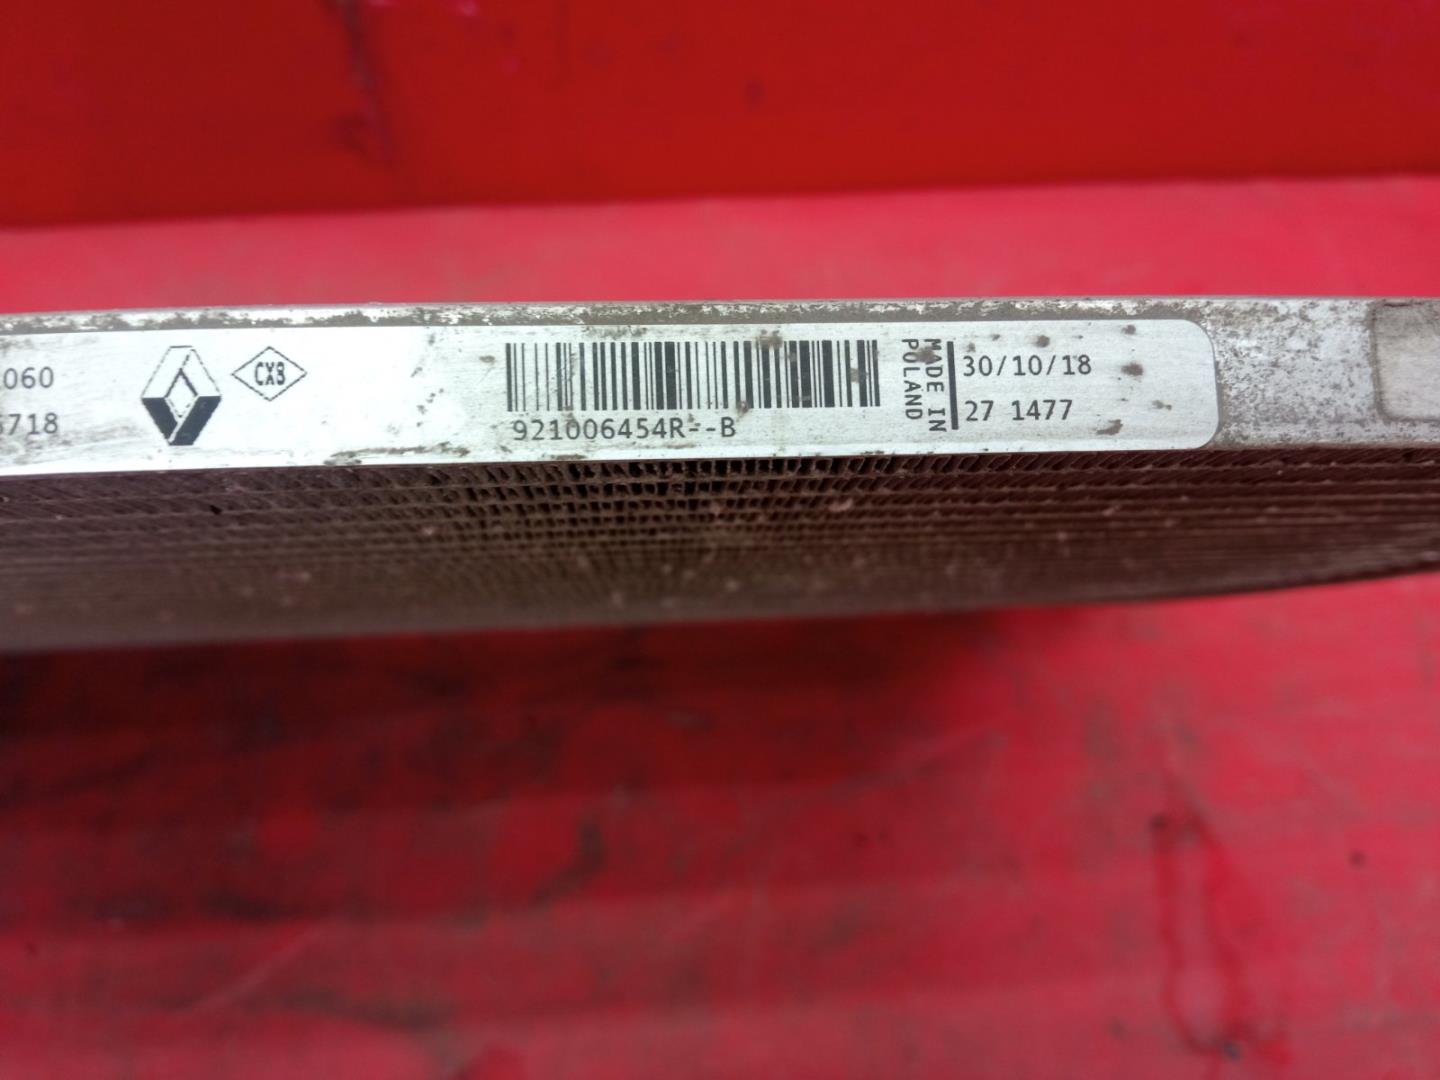 060
718
CXB
921006454R--B
MADE IN
POLAND
30/10/18
27 1477